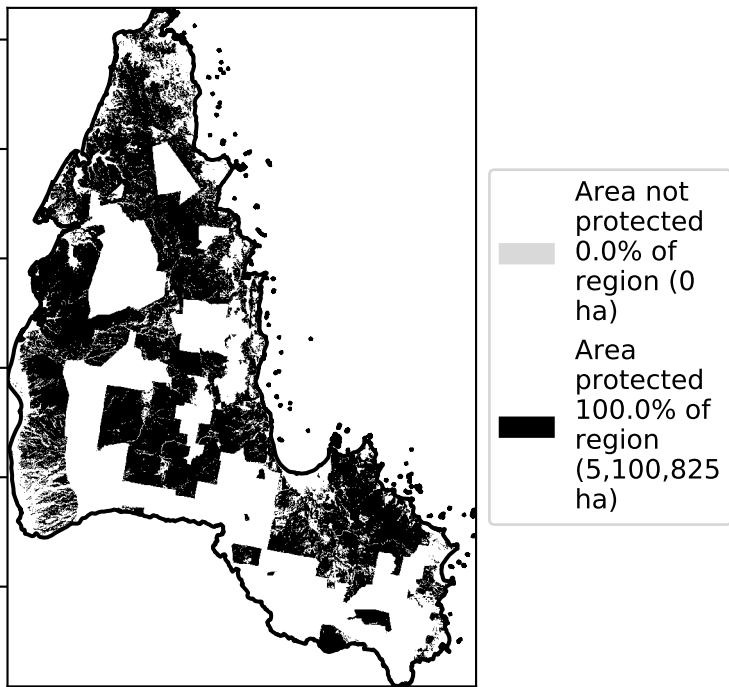 Area not
protected
0.0% of
region (0
ha)
Area
protected
100.0% of
region
(5,100,825
ha)